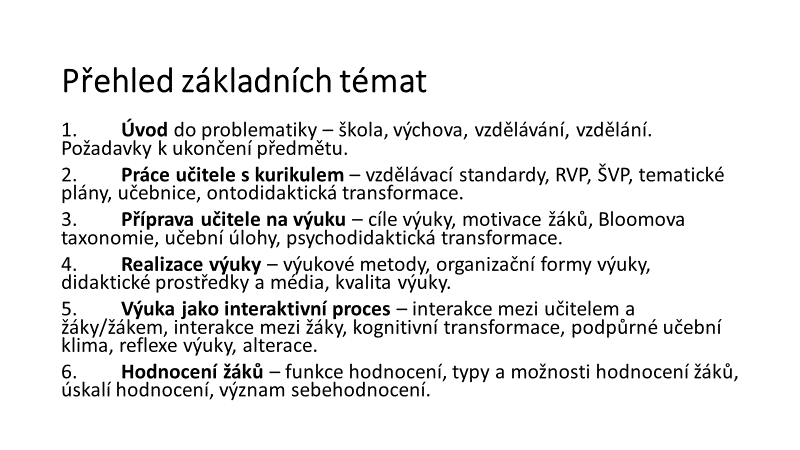 Přehled základních témat
1. Úvod do problematiky – škola, výchova, vzdělávání, vzdělání.
Požadavky k ukončení předmětu.
2. Práce učitele s kurikulem – vzdělávací standardy, RVP, ŠVP, tematické
plány, učebnice, ontodidaktická transformace.
3. Příprava učitele na výuku – cíle výuky, motivace žáků, Bloomova
taxonomie, učební úlohy, psychodidaktická transformace.
4. Realizace výuky – výukové metody, organizační formy výuky,
didaktické prostředky a média, kvalita výuky.
5. Výuka jako interaktivní proces – interakce mezi učitelem a
žáky/žákem, interakce mezi žáky, kognitivní transformace, podpůrné učební
klima, reflexe výuky, alterace.
6. Hodnocení žáků – funkce hodnocení, typy a možnosti hodnocení žáků,
úskalí hodnocení, význam sebehodnocení.